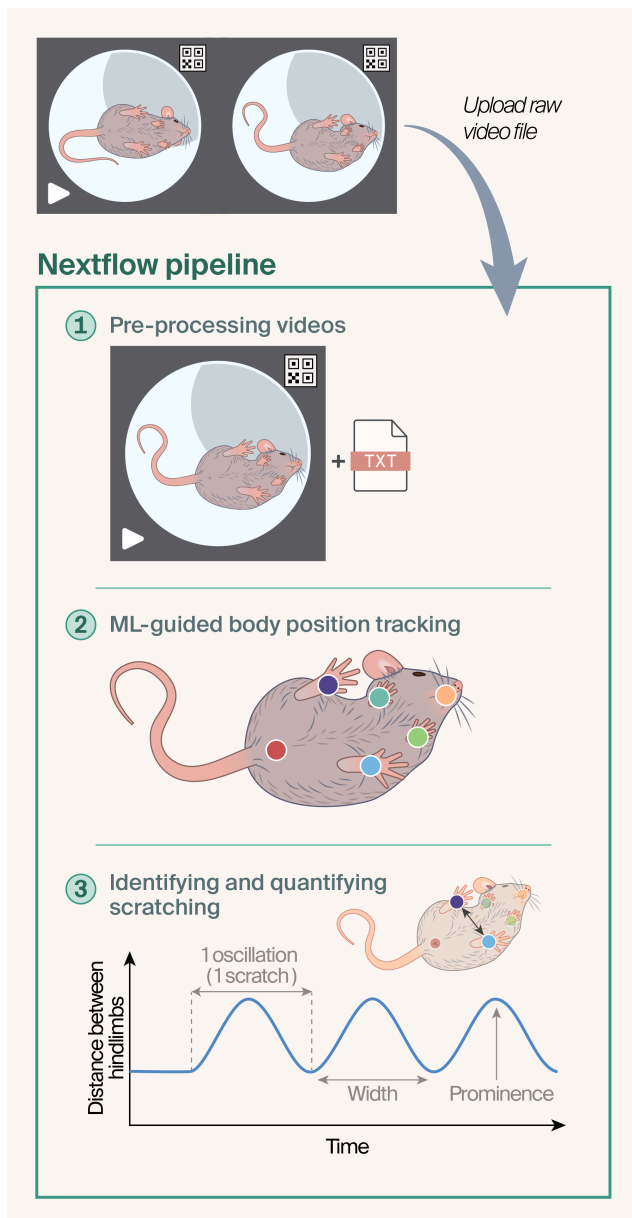 Upload raw
video file
Nextflow pipeline
1 Pre-processing videos
+ TXT
2 ML-guided body position tracking
3 Identifying and quantifying
scratching
1 oscillation
(1 scratch)
Distance between
hindlimbs
Width
Prominence
Time